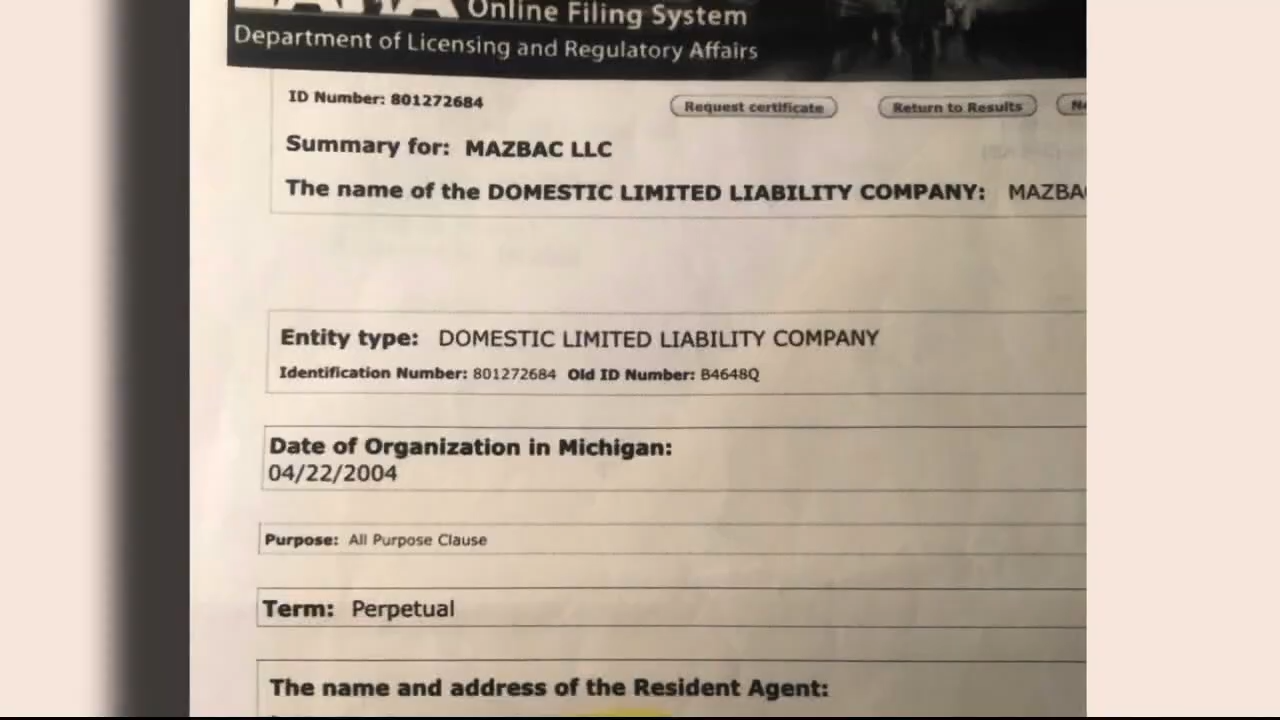 Online Filing System
Department of Licensing and Regulatory Affairs
ID Number: 801272684 Request certificate Return to Results
Summary for: MAZBAC LLC
The name of the DOMESTIC LIMITED LIABILITY COMPANY: MAZBA
Entity type: DOMESTIC LIMITED LIABILITY COMPANY
Identification Number: 801272684 Old ID Number: B4648Q
Date of Organization in Michigan:
04/22/2004
Purpose: All Purpose Clause
Term: Perpetual
The name and address of the Resident Agent: